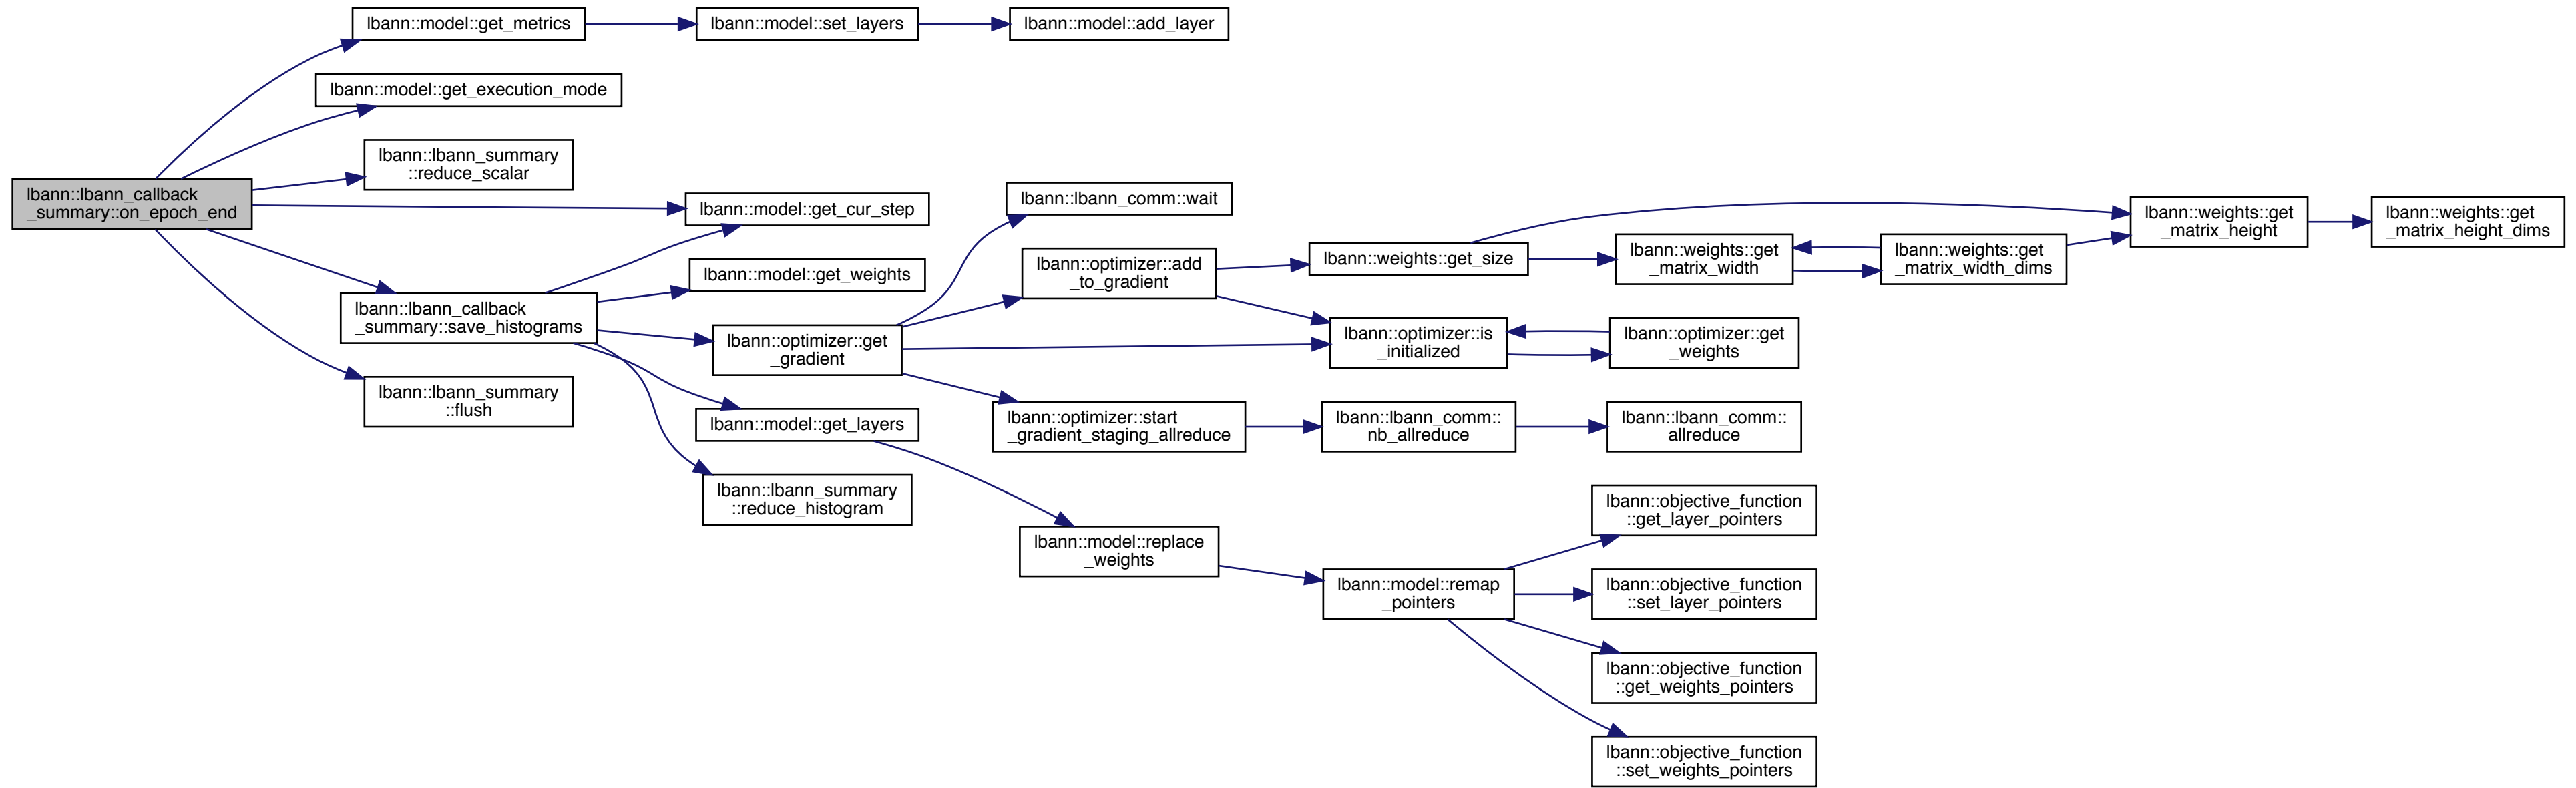 lbann::model::get_metrics
lbann::model::set_layers
lbann::model::add_layer
lbann::model::get_execution_mode
lbann::lbann_summary
::reduce_scalar
lbann::lbann_callback
_summary::on_epoch_end
lbann::model::get_cur_step
lbann::lbann_comm::wait
lbann::weights::get
_matrix_height
lbann::weights::get
_matrix_height_dims
lbann::model::get_weights
lbann::optimizer::add
_to_gradient
lbann::weights::get_size
lbann::weights::get
_matrix_width
lbann::weights::get
_matrix_width_dims
lbann::lbann_callback
_summary::save_histograms
lbann::optimizer::get
_gradient
lbann::optimizer::is
_initialized
lbann::optimizer::get
_weights
lbann::lbann_summary
::flush
lbann::model::get_layers
lbann::optimizer::start
_gradient_staging_allreduce
lbann::lbann_comm::
nb_allreduce
lbann::lbann_comm::
allreduce
lbann::lbann_summary
::reduce_histogram
lbann::model::replace
_weights
lbann::model::remap
_pointers
lbann::objective_function
::get_layer_pointers
lbann::objective_function
::set_layer_pointers
lbann::objective_function
::get_weights_pointers
lbann::objective_function
::set_weights_pointers